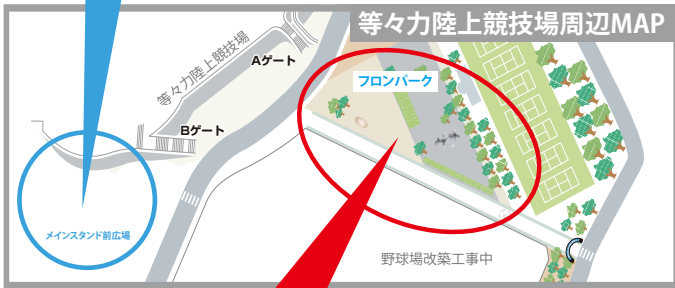 等々力陸上競技場周辺MAP
等々力陸上競技場
Aゲート
フロンパーク
Bゲート
メインスタンド前広場
野球場改築工事中